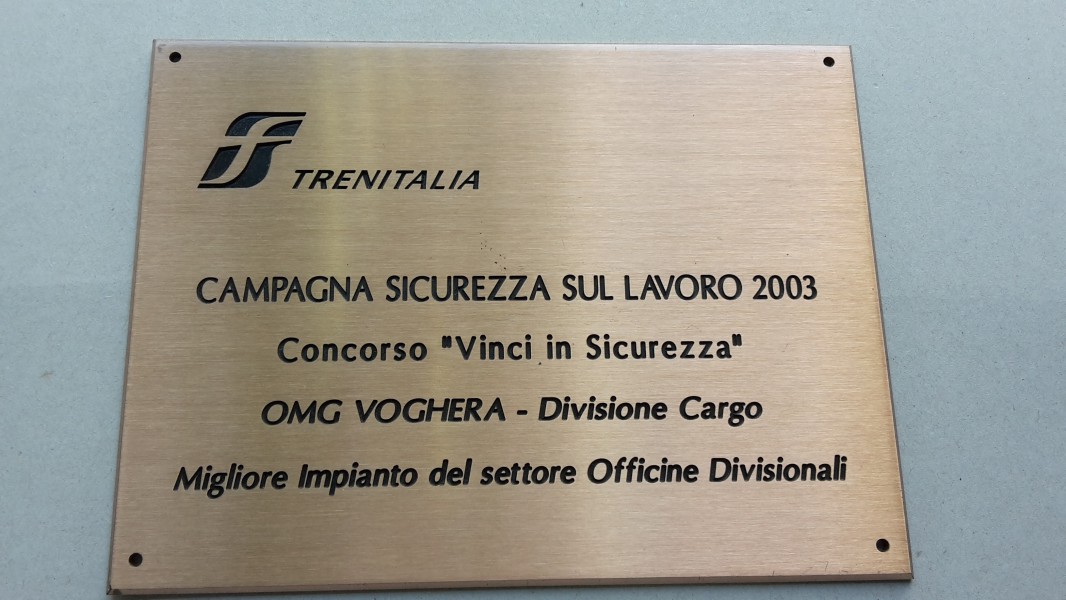 TRENITALIA
CAMPAGNA SICUREZZA SUL LAVORO 2003
Concorso "Vinci in Sicurezza"
OMG VOGHERA - Divisione Cargo
Migliore Impianto del settore Officine Divisionali